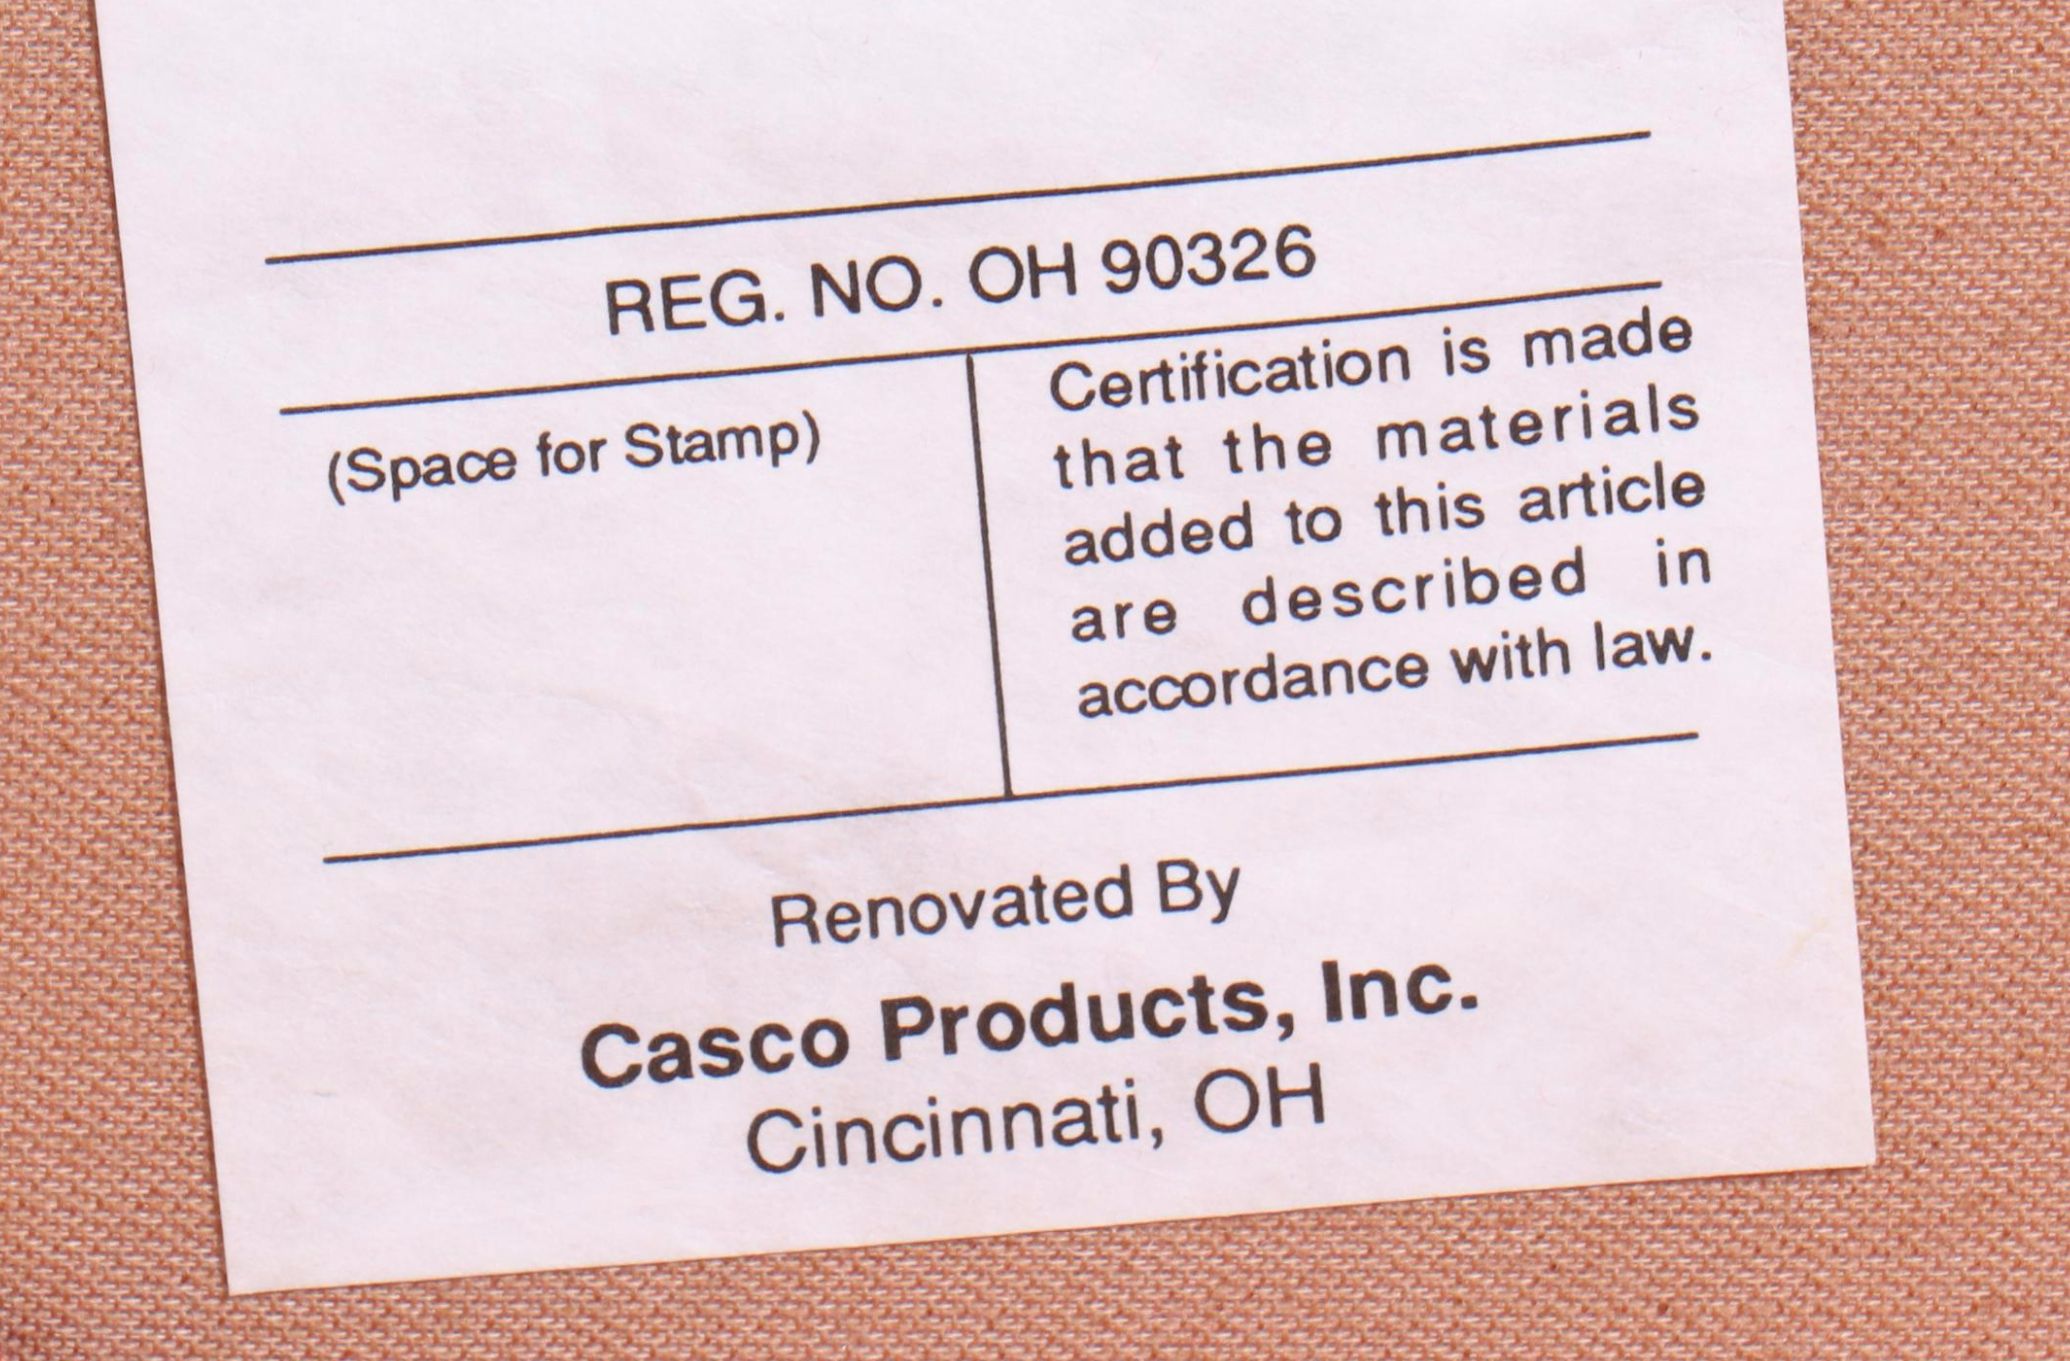 REG. NO. OH 90326
(Space for Stamp)
Certification is made
that the materials
added to this article
are described in
accordance with law.
Renovated By
Casco Products, Inc.
Cincinnati, OH